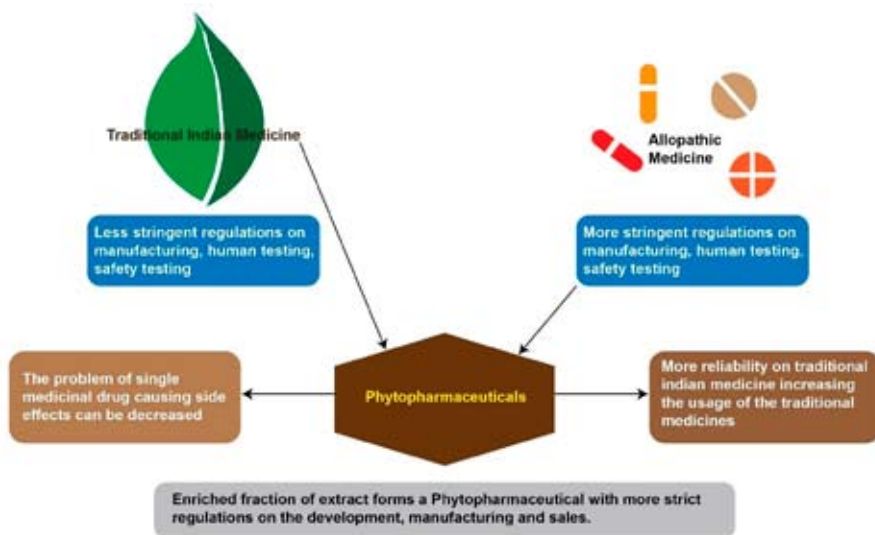 Traditional Indian Medicine
Allopathic
Medicine
Less stringent regulations on
manufacturing, human testing,
safety testing
More stringent regulations on
manufacturing, human testing,
safety testing
The problem of single
medicinal drug causing side
effects can be decreased
Phytopharmaceuticals
More reliability on traditional
indian medicine increasing
the usage of the traditional
medicines
Enriched fraction of extract forms a Phytopharmaceutical with more strict
regulations on the development, manufacturing and sales.